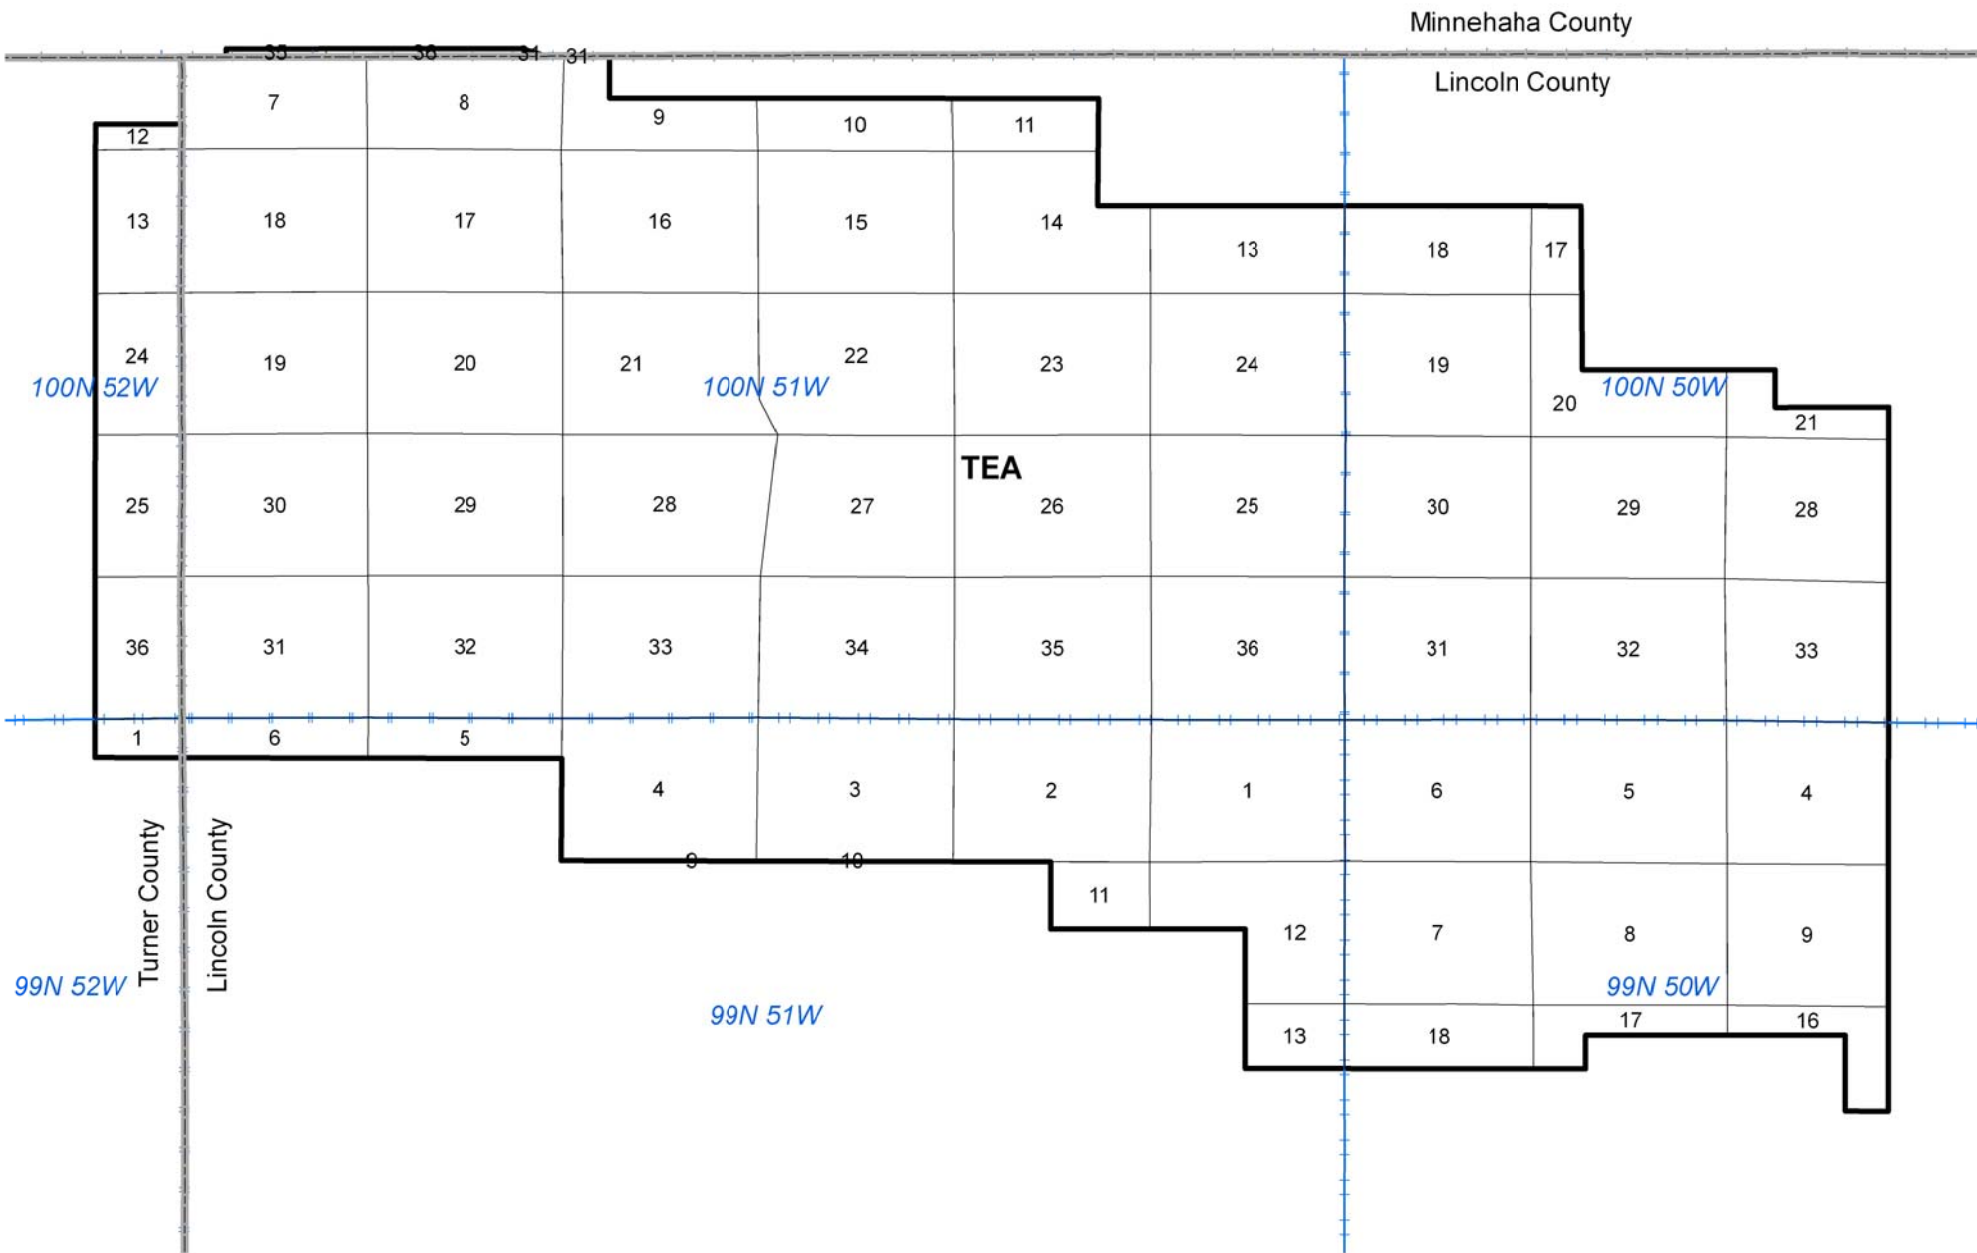 Minnehaha County
35 36 31 31
Lincoln County
7 8 9 10 11
12
13 18 17 16 15 14 13 18 17
24 19 20 21 22 23 24 19 20 21
100N 52W 100N 51W 100N 50W
TEA
25 30 29 28 27 26 25 30 29 28
36 31 32 33 34 35 36 31 32 33
1 6 5
4 3 2 1 6 5 4
9 10
11
Turner County
Lincoln County
12 7 8 9
99N 52W 99N 51W 99N 50W
13 18 17 16